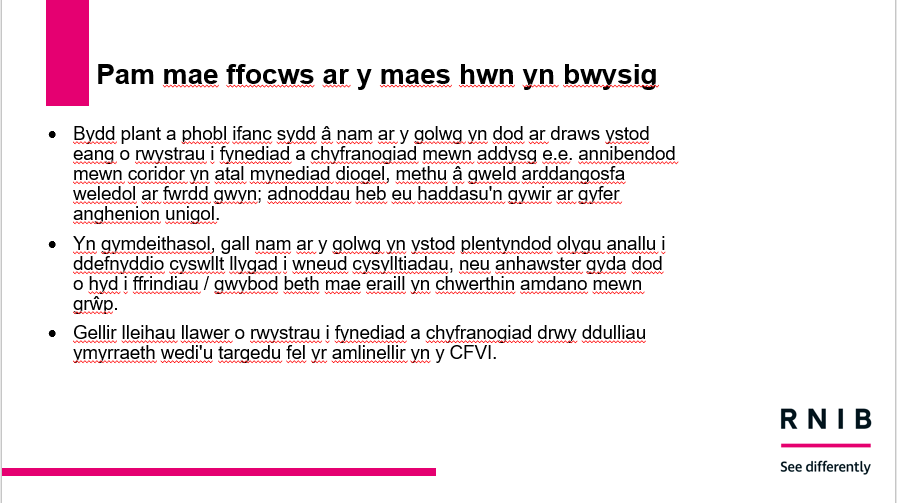 Pam mae ffocws ar y maes hwn yn bwysig
• Bydd plant a phobl ifanc sydd â nam ar y golwg yn dod ar draws ystod
eang o rwystrau i fynediad a chyfranogiad mewn addysg e.e. annibendod
mewn coridor yn atal mynediad diogel, methu â gweld arddangosfa
weledol ar fwrdd gwyn; adnoddau heb eu haddasu'n gywir ar gyfer
anghenion unigol.
• Yn gymdeithasol, gall nam ar y golwg yn ystod plentyndod olygu anallu i
ddefnyddio cyswllt llygad i wneud cysylltiadau, neu anhawster gyda dod
o hyd i ffrindiau / gwybod beth mae eraill yn chwerthin amdano mewn
grŵp.
• Gellir lleihau llawer o rwystrau i fynediad a chyfranogiad drwy ddulliau
ymyrraeth wedi'u targedu fel yr amlinellir yn y CFVI.
RNIB
See differently